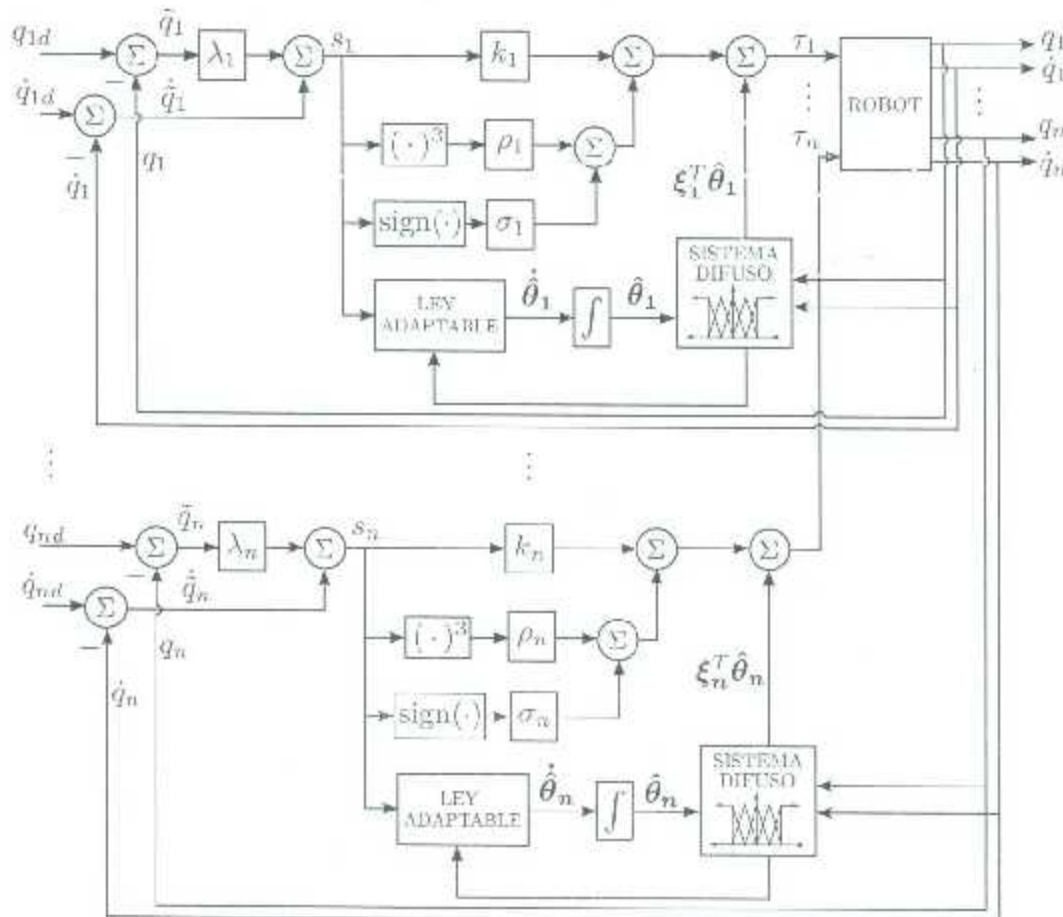 q̃₁
q₁d
Σ
λ₁
Σ
s₁
k₁
Σ
Σ
τ₁
q₁
q̇₁
⋮
⋮
ROBOT
−
q̃̇₁
q̇₁d
Σ
−
q̇₁
q₁
(·)³
ρ₁
Σ
τₙ
qₙ
q̇ₙ
ξ₁ᵀθ̂₁
sign(·)
σ₁
SISTEMA
DIFUSO
LEY
ADAPTABLE
θ̂̇₁
∫
θ̂₁
⋮
⋮
q̃ₙ
qₙd
Σ
λₙ
Σ
sₙ
kₙ
Σ
Σ
−
q̃̇ₙ
q̇ₙd
Σ
−
qₙ
q̇ₙ
(·)³
ρₙ
Σ
ξₙᵀθ̂ₙ
sign(·)
σₙ
SISTEMA
DIFUSO
LEY
ADAPTABLE
θ̂̇ₙ
∫
θ̂ₙ